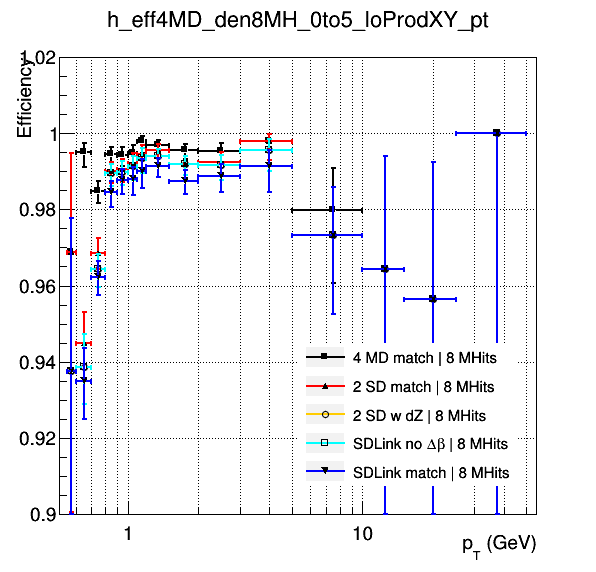 h_eff4MD_den8MH_0to5_loProdXY_pt
Efficiency
1.02
1
0.98
0.96
0.94
0.92
0.9
4 MD match | 8 MHits
2 SD match | 8 MHits
2 SD w dZ | 8 MHits
SDLink no Δβ | 8 MHits
SDLink match | 8 MHits
1
10
p_T (GeV)